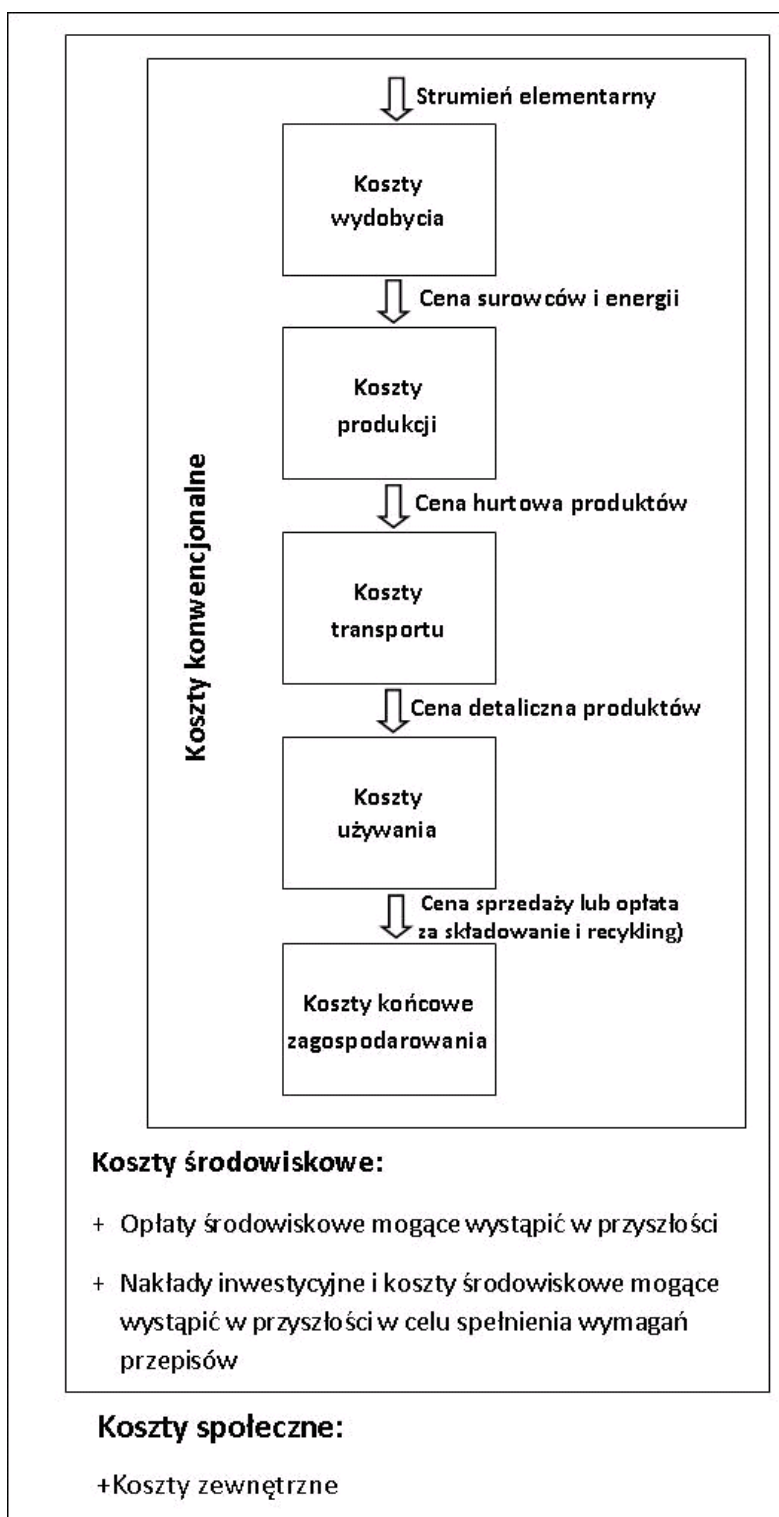 Strumień elementarny
Koszty
wydobycia
Cena surowców i energii
Koszty
produkcji
Cena hurtowa produktów
Koszty
transportu
Cena detaliczna produktów
Koszty
używania
Cena sprzedaży lub opłata
za składowanie i recykling)
Koszty końcowe
zagospodarowania
Koszty konwencjonalne
Koszty środowiskowe:
+ Opłaty środowiskowe mogące wystąpić w przyszłości
+ Nakłady inwestycyjne i koszty środowiskowe mogące
wystąpić w przyszłości w celu spełnienia wymagań
przepisów
Koszty społeczne:
+Koszty zewnętrzne